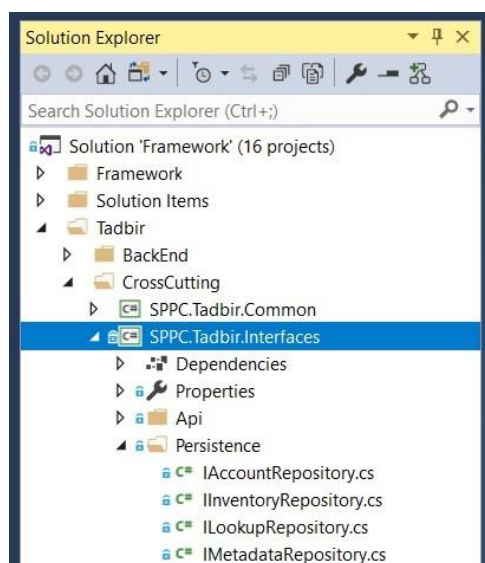 Solution Explorer
Search Solution Explorer (Ctrl+;)
Solution 'Framework' (16 projects)
Framework
Solution Items
Tadbir
BackEnd
CrossCutting
C# SPPC.Tadbir.Common
C# SPPC.Tadbir.Interfaces
Dependencies
Properties
Api
Persistence
C# IAccountRepository.cs
C# IInventoryRepository.cs
C# ILookupRepository.cs
C# IMetadataRepository.cs